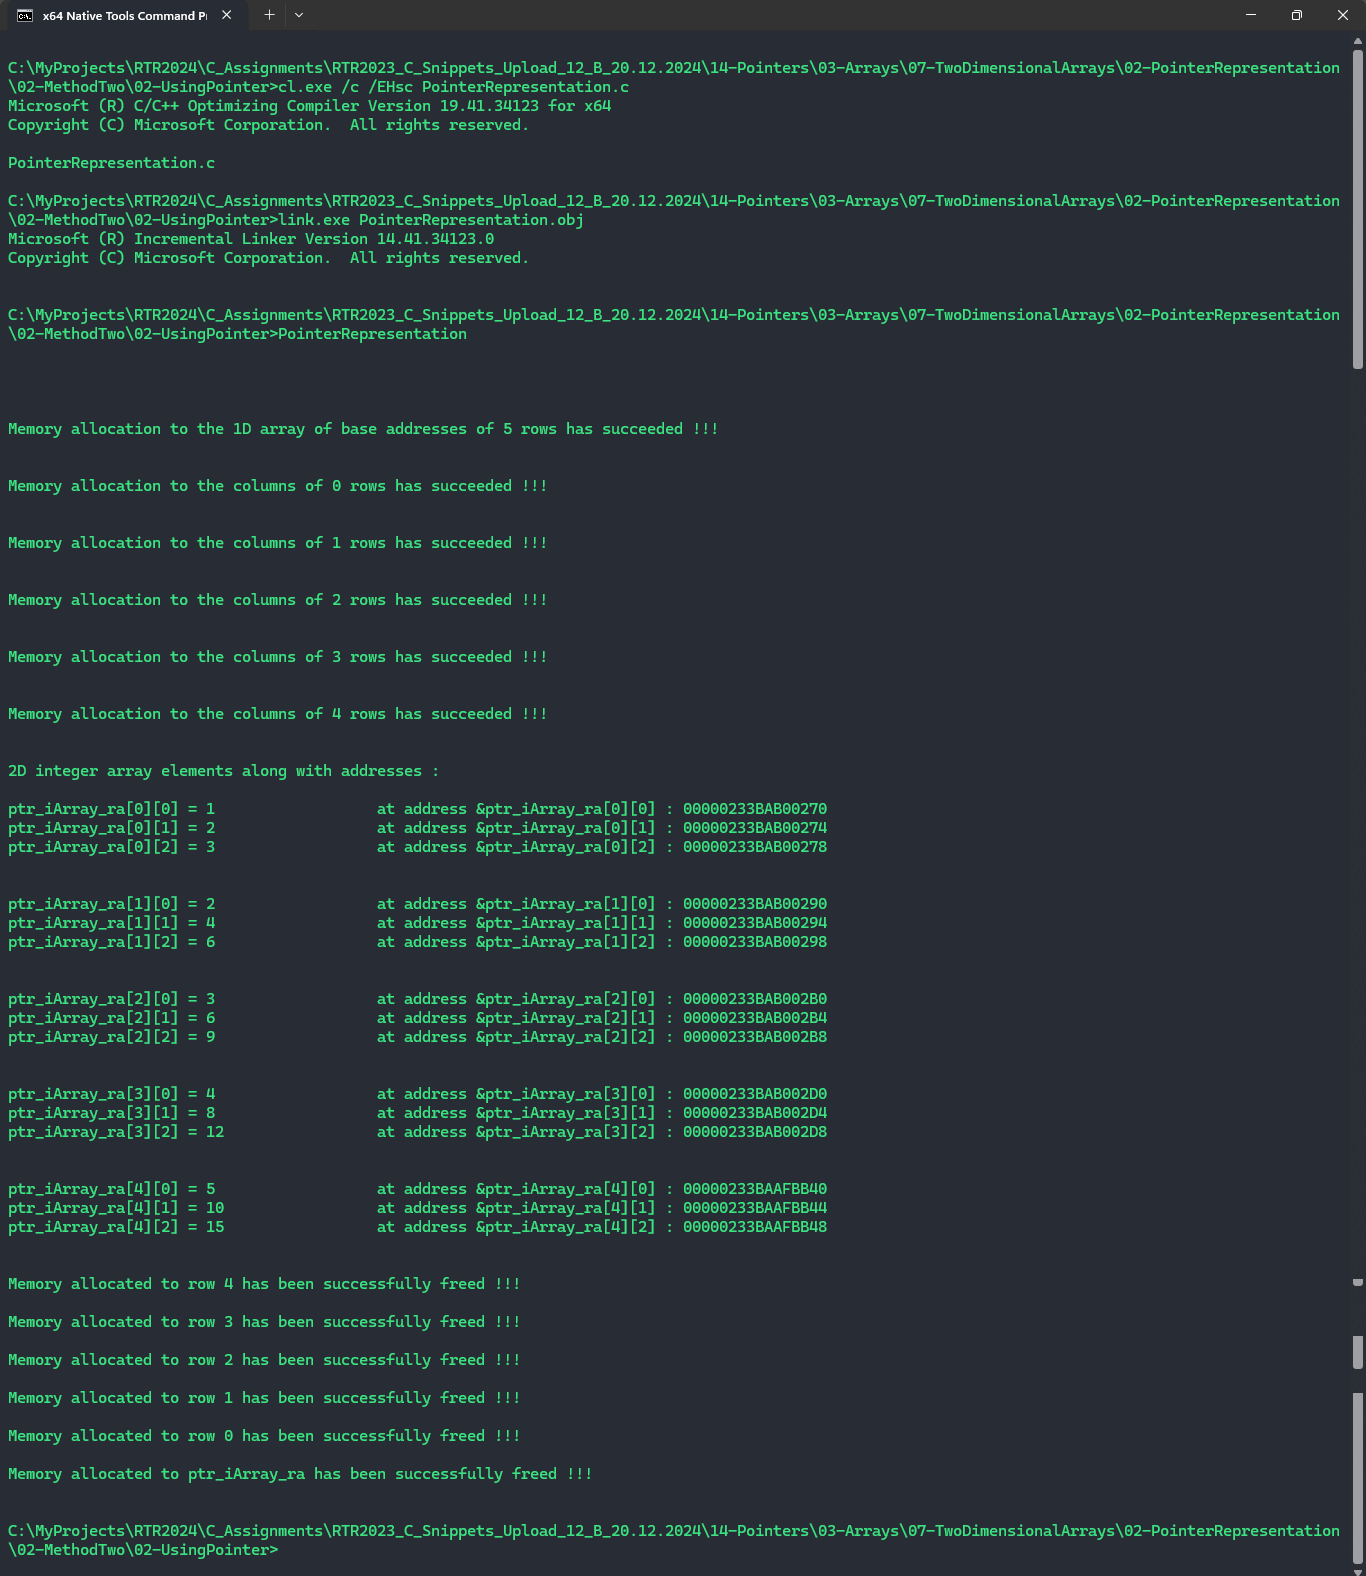 x64 Native Tools Command Pr
C:\MyProjects\RTR2024\C_Assignments\RTR2023_C_Snippets_Upload_12_B_20.12.2024\14-Pointers\03-Arrays\07-TwoDimensionalArrays\02-PointerRepresentation
\02-MethodTwo\02-UsingPointer>cl.exe /c /EHsc PointerRepresentation.c
Microsoft (R) C/C++ Optimizing Compiler Version 19.41.34123 for x64
Copyright (C) Microsoft Corporation.  All rights reserved.
PointerRepresentation.c
C:\MyProjects\RTR2024\C_Assignments\RTR2023_C_Snippets_Upload_12_B_20.12.2024\14-Pointers\03-Arrays\07-TwoDimensionalArrays\02-PointerRepresentation
\02-MethodTwo\02-UsingPointer>link.exe PointerRepresentation.obj
Microsoft (R) Incremental Linker Version 14.41.34123.0
Copyright (C) Microsoft Corporation.  All rights reserved.
C:\MyProjects\RTR2024\C_Assignments\RTR2023_C_Snippets_Upload_12_B_20.12.2024\14-Pointers\03-Arrays\07-TwoDimensionalArrays\02-PointerRepresentation
\02-MethodTwo\02-UsingPointer>PointerRepresentation
Memory allocation to the 1D array of base addresses of 5 rows has succeeded !!!
Memory allocation to the columns of 0 rows has succeeded !!!
Memory allocation to the columns of 1 rows has succeeded !!!
Memory allocation to the columns of 2 rows has succeeded !!!
Memory allocation to the columns of 3 rows has succeeded !!!
Memory allocation to the columns of 4 rows has succeeded !!!
2D integer array elements along with addresses :
ptr_iArray_ra[0][0] = 1                  at address &ptr_iArray_ra[0][0] : 00000233BAB00270
ptr_iArray_ra[0][1] = 2                  at address &ptr_iArray_ra[0][1] : 00000233BAB00274
ptr_iArray_ra[0][2] = 3                  at address &ptr_iArray_ra[0][2] : 00000233BAB00278
ptr_iArray_ra[1][0] = 2                  at address &ptr_iArray_ra[1][0] : 00000233BAB00290
ptr_iArray_ra[1][1] = 4                  at address &ptr_iArray_ra[1][1] : 00000233BAB00294
ptr_iArray_ra[1][2] = 6                  at address &ptr_iArray_ra[1][2] : 00000233BAB00298
ptr_iArray_ra[2][0] = 3                  at address &ptr_iArray_ra[2][0] : 00000233BAB002B0
ptr_iArray_ra[2][1] = 6                  at address &ptr_iArray_ra[2][1] : 00000233BAB002B4
ptr_iArray_ra[2][2] = 9                  at address &ptr_iArray_ra[2][2] : 00000233BAB002B8
ptr_iArray_ra[3][0] = 4                  at address &ptr_iArray_ra[3][0] : 00000233BAB002D0
ptr_iArray_ra[3][1] = 8                  at address &ptr_iArray_ra[3][1] : 00000233BAB002D4
ptr_iArray_ra[3][2] = 12                 at address &ptr_iArray_ra[3][2] : 00000233BAB002D8
ptr_iArray_ra[4][0] = 5                  at address &ptr_iArray_ra[4][0] : 00000233BAAFBB40
ptr_iArray_ra[4][1] = 10                 at address &ptr_iArray_ra[4][1] : 00000233BAAFBB44
ptr_iArray_ra[4][2] = 15                 at address &ptr_iArray_ra[4][2] : 00000233BAAFBB48
Memory allocated to row 4 has been successfully freed !!!
Memory allocated to row 3 has been successfully freed !!!
Memory allocated to row 2 has been successfully freed !!!
Memory allocated to row 1 has been successfully freed !!!
Memory allocated to row 0 has been successfully freed !!!
Memory allocated to ptr_iArray_ra has been successfully freed !!!
C:\MyProjects\RTR2024\C_Assignments\RTR2023_C_Snippets_Upload_12_B_20.12.2024\14-Pointers\03-Arrays\07-TwoDimensionalArrays\02-PointerRepresentation
\02-MethodTwo\02-UsingPointer>